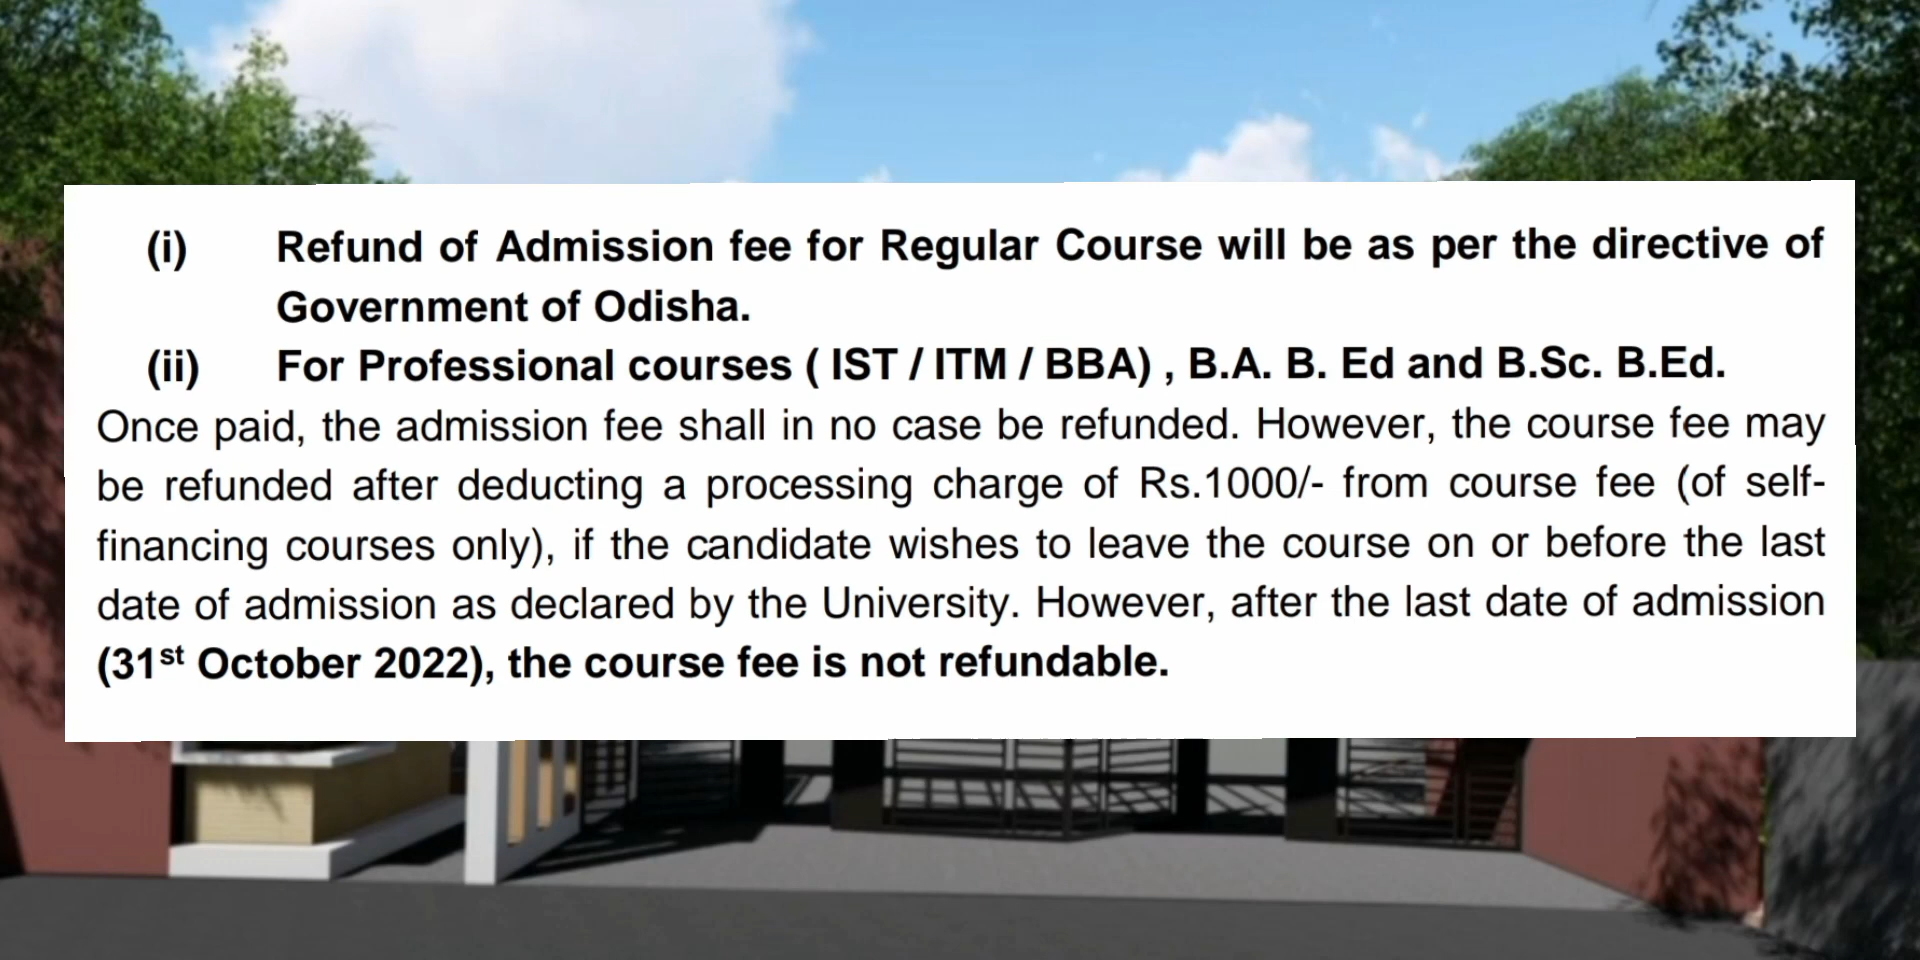 (i) Refund of Admission fee for Regular Course will be as per the directive of
Government of Odisha.
(ii) For Professional courses ( IST / ITM / BBA) , B.A. B. Ed and B.Sc. B.Ed.
Once paid, the admission fee shall in no case be refunded. However, the course fee may
be refunded after deducting a processing charge of Rs.1000/- from course fee (of self-
financing courses only), if the candidate wishes to leave the course on or before the last
date of admission as declared by the University. However, after the last date of admission
(31st October 2022), the course fee is not refundable.